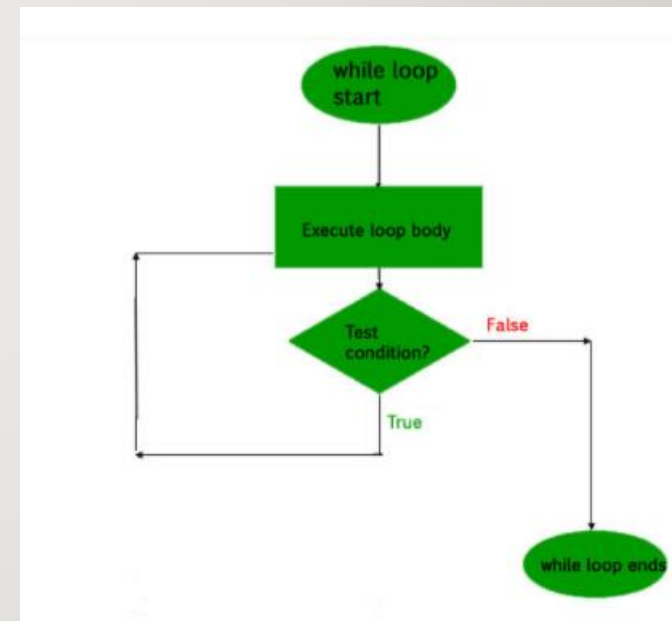 while loop
start
Execute loop body
Test
condition?
False
True
while loop ends